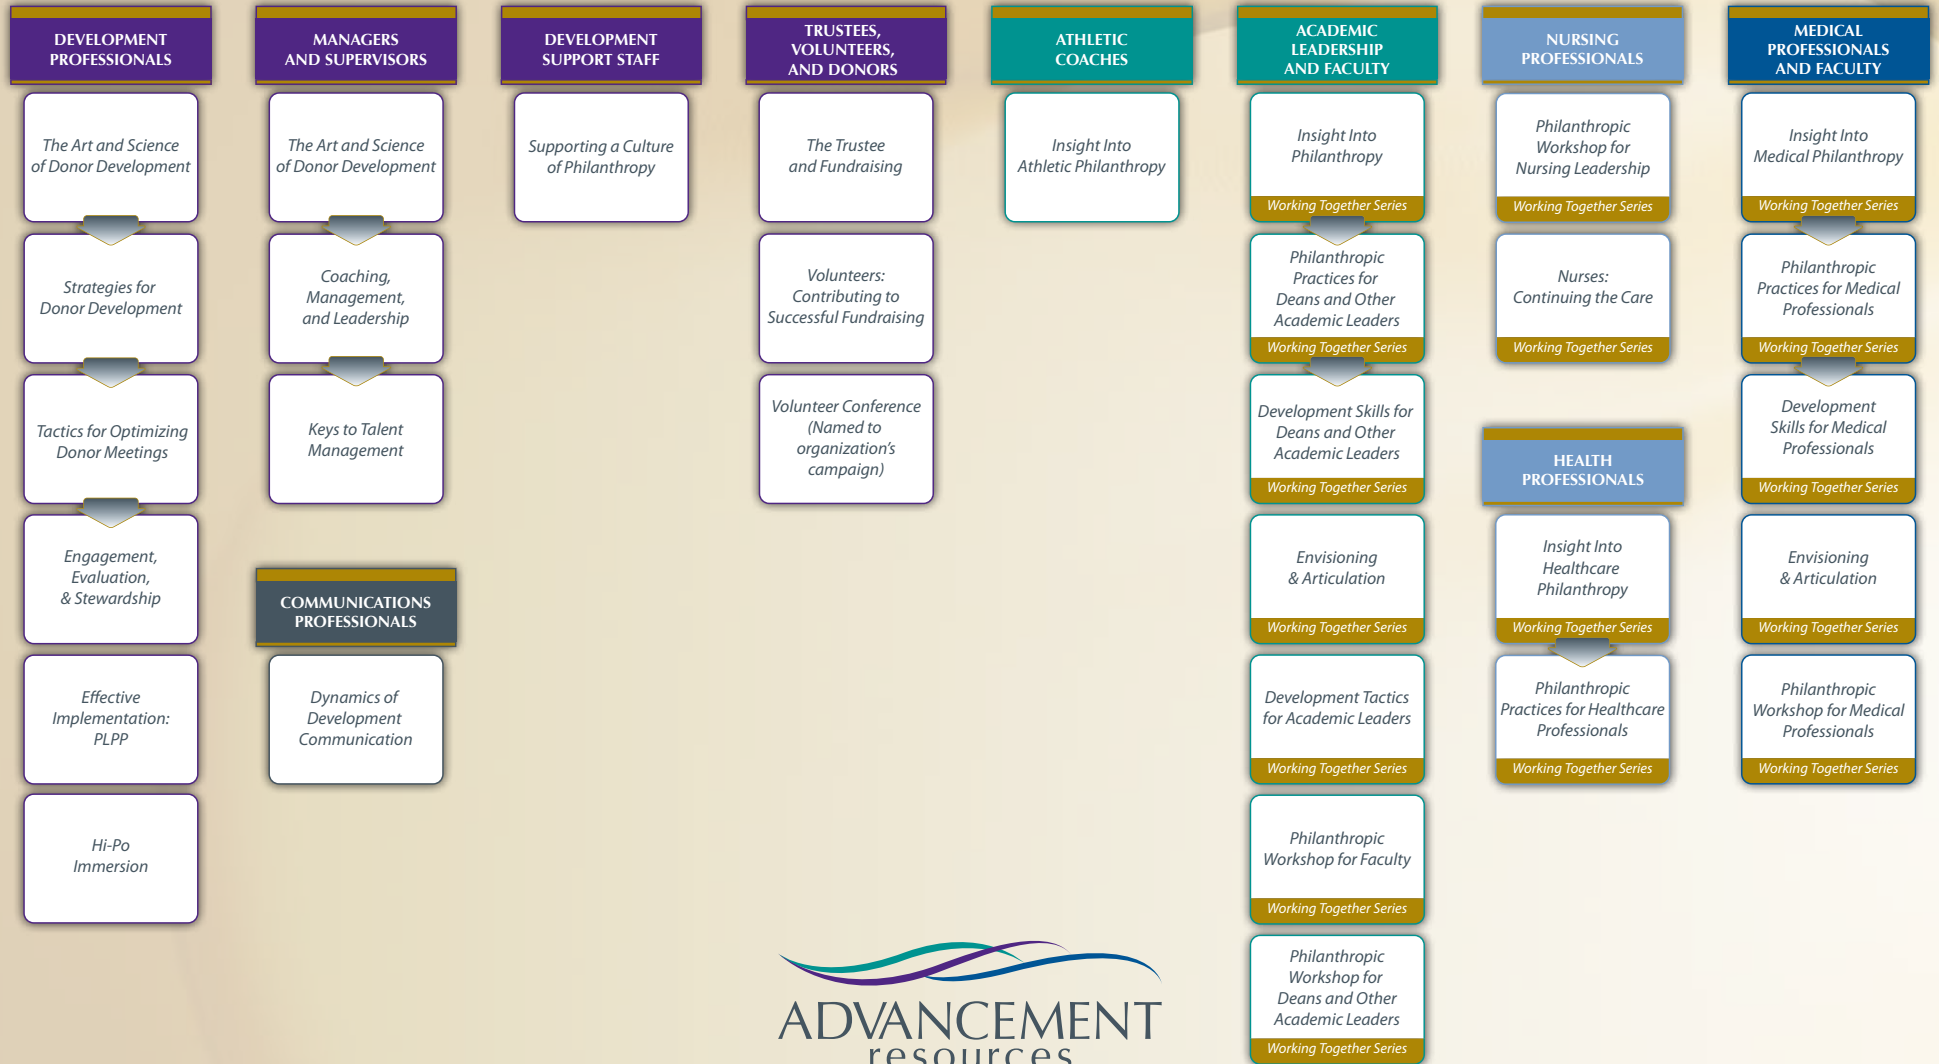 DEVELOPMENT
PROFESSIONALS
The Art and Science
of Donor Development
Strategies for
Donor Development
Tactics for Optimizing
Donor Meetings
Engagement,
Evaluation,
& Stewardship
Effective
Implementation:
PLPP
Hi-Po
Immersion
MANAGERS
AND SUPERVISORS
The Art and Science
of Donor Development
Coaching,
Management,
and Leadership
Keys to Talent
Management
COMMUNICATIONS
PROFESSIONALS
Dynamics of
Development
Communication
DEVELOPMENT
SUPPORT STAFF
Supporting a Culture
of Philanthropy
TRUSTEES,
VOLUNTEERS,
AND DONORS
The Trustee
and Fundraising
Volunteers:
Contributing to
Successful Fundraising
Volunteer Conference
(Named to
organization's
campaign)
ATHLETIC
COACHES
Insight Into
Athletic Philanthropy
ACADEMIC
LEADERSHIP
AND FACULTY
Insight Into
Philanthropy
Working Together Series
Philanthropic
Practices for
Deans and Other
Academic Leaders
Working Together Series
Development Skills for
Deans and Other
Academic Leaders
Working Together Series
Envisioning
& Articulation
Working Together Series
Development Tactics
for Academic Leaders
Working Together Series
Philanthropic
Workshop for Faculty
Working Together Series
Philanthropic
Workshop for
Deans and Other
Academic Leaders
Working Together Series
NURSING
PROFESSIONALS
Philanthropic
Workshop for
Nursing Leadership
Working Together Series
Nurses:
Continuing the Care
Working Together Series
HEALTH
PROFESSIONALS
Insight Into
Healthcare
Philanthropy
Working Together Series
Philanthropic
Practices for Healthcare
Professionals
Working Together Series
MEDICAL
PROFESSIONALS
AND FACULTY
Insight Into
Medical Philanthropy
Working Together Series
Philanthropic
Practices for Medical
Professionals
Working Together Series
Development
Skills for Medical
Professionals
Working Together Series
Envisioning
& Articulation
Working Together Series
Philanthropic
Workshop for Medical
Professionals
Working Together Series
ADVANCEMENT
resources